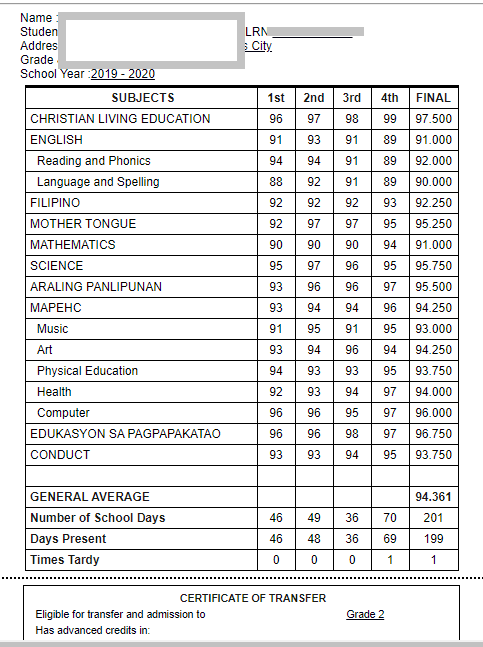 Name :
Studen LRN
Addres s City
Grade
School Year :2019 - 2020
SUBJECTS 1st 2nd 3rd 4th FINAL
CHRISTIAN LIVING EDUCATION 96 97 98 99 97.500
ENGLISH 91 93 91 89 91.000
Reading and Phonics 94 94 91 89 92.000
Language and Spelling 88 92 91 89 90.000
FILIPINO 92 92 92 93 92.250
MOTHER TONGUE 92 97 97 95 95.250
MATHEMATICS 90 90 90 94 91.000
SCIENCE 95 97 96 95 95.750
ARALING PANLIPUNAN 93 96 96 97 95.500
MAPEHC 93 94 94 96 94.250
Music 91 95 91 95 93.000
Art 93 94 96 94 94.250
Physical Education 94 93 93 95 93.750
Health 92 93 94 97 94.000
Computer 96 96 95 97 96.000
EDUKASYON SA PAGPAPAKATAO 96 96 98 97 96.750
CONDUCT 93 93 94 95 93.750
GENERAL AVERAGE 94.361
Number of School Days 46 49 36 70 201
Days Present 46 48 36 69 199
Times Tardy 0 0 0 1 1
CERTIFICATE OF TRANSFER
Eligible for transfer and admission to Grade 2
Has advanced credits in: